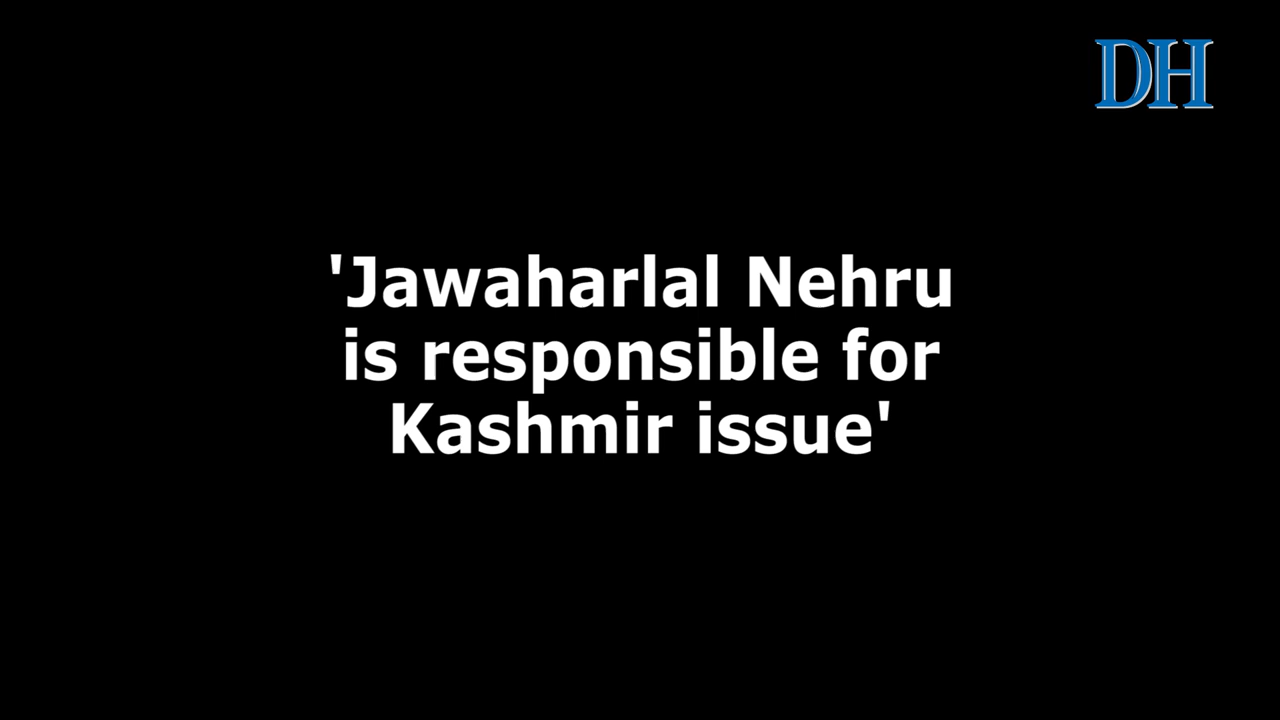 DH
'Jawaharlal Nehru
is responsible for
Kashmir issue'